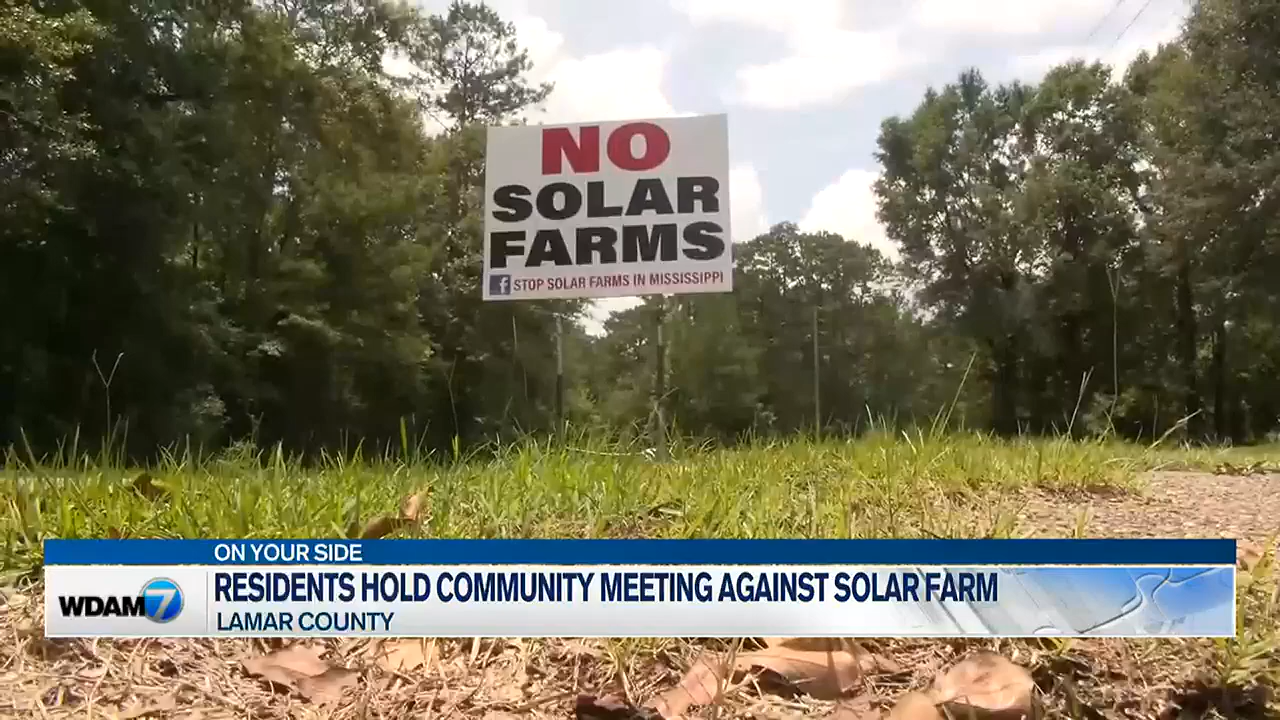 NO
SOLAR
FARMS
f STOP SOLAR FARMS IN MISSISSIPPI
ON YOUR SIDE
WDAM7
RESIDENTS HOLD COMMUNITY MEETING AGAINST SOLAR FARM
LAMAR COUNTY